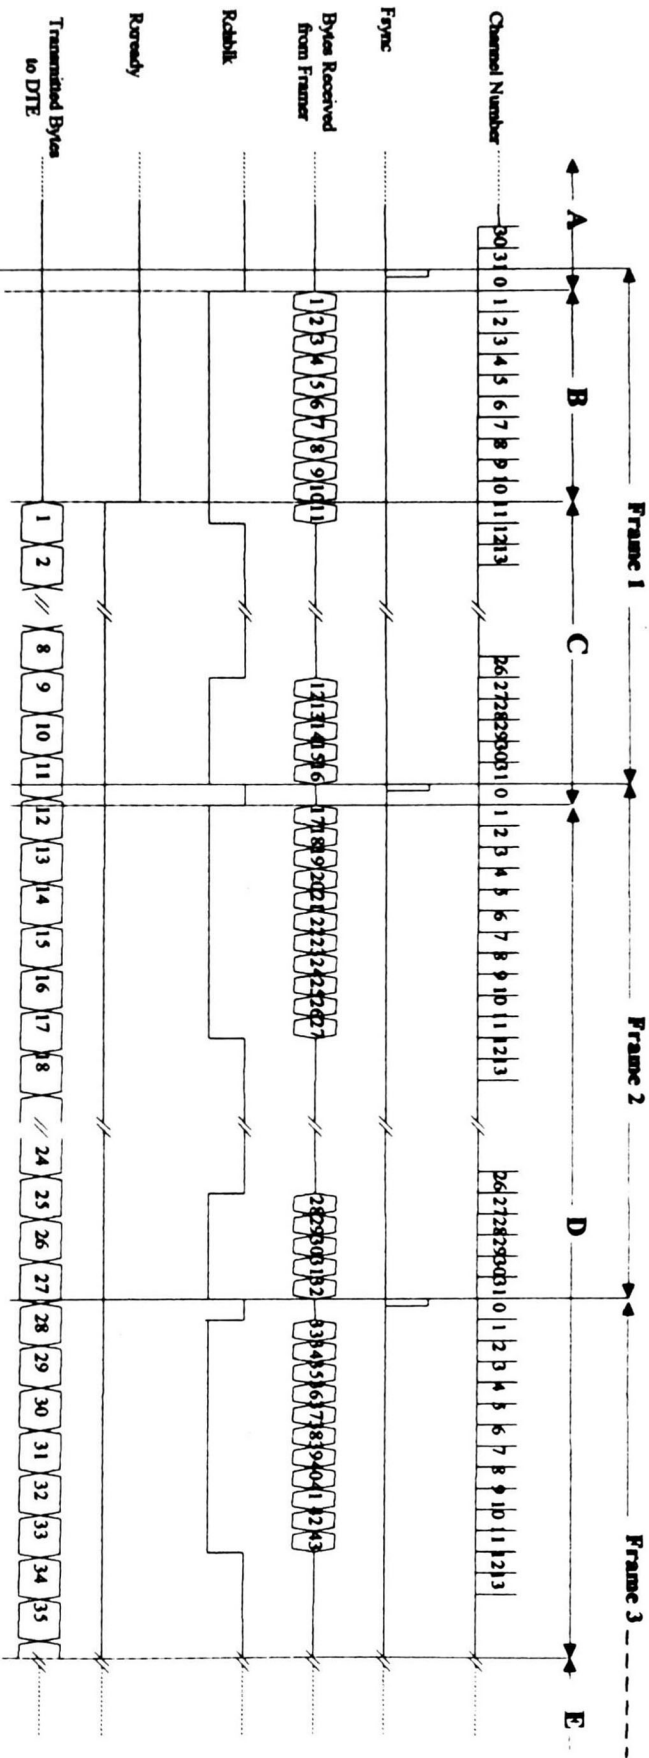 Frame 1 Frame 2 Frame 3
A B C D E
Channel Number 30 31 0 1 2 3 4 5 6 7 8 9 10 11 12 13 26 27 28 29 30 31 0 1 2 3 4 5 6 7 8 9 10 11 12 13 26 27 28 29 30 31 0 1 2 3 4 5 6 7 8 9 10 11 12 13
Fsync
Bytes Received
from Framer
1 2 3 4 5 6 7 8 9 10 11 12 13 14 15 16 17 18 19 20 21 22 23 24 25 26 27 28 29 30 31 32 33 34 35 36 37 38 39 40 41 42 43
Rchblk
Rxready
Transmitted Bytes
to DTE
1 2 8 9 10 11 12 13 14 15 16 17 18 24 25 26 27 28 29 30 31 32 33 34 35